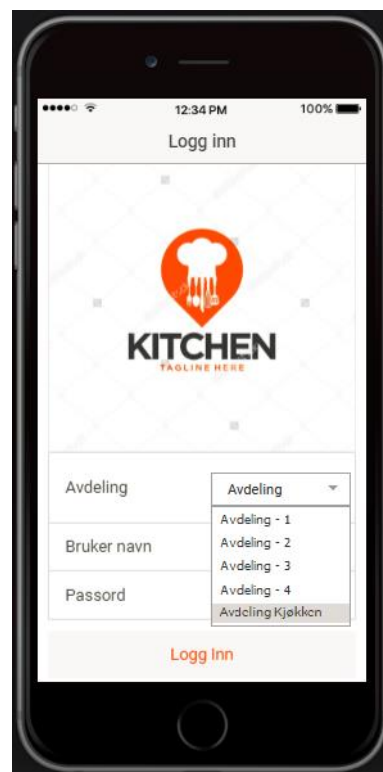 12:34 PM 100%
Logg inn
KITCHEN
TAGLINE HERE
Avdeling Avdeling
Avdeling - 1
Bruker navn Avdeling - 2
Avdeling - 3
Passord Avdeling - 4
Avdeling Kjøkken
Logg Inn